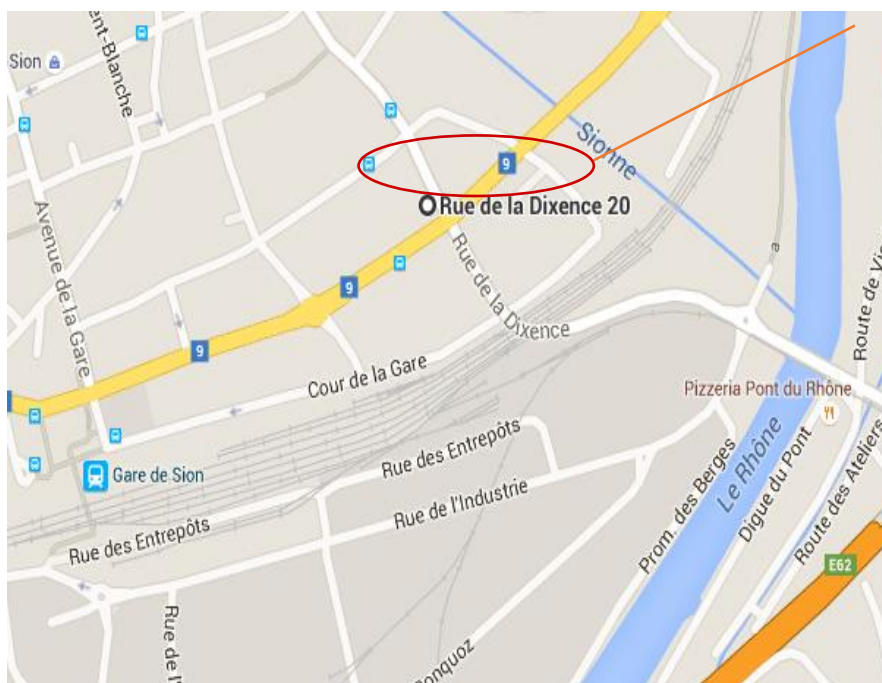 ent-Blanche
Sion
Sionne
9
Rue de la Dixence 20
Avenue de la Gare
Rue de la Dixence
9
9
Cour de la Gare
Route de Vis
Pizzeria Pont du Rhône
Gare de Sion
Rue des Entrepôts
Rue de l'Industrie
Rue des Entrepôts
Prom. des Berges
Le Rhône
Digue du Pont
Route des Ateliers
E62
Rue de l'I
Ronquoz